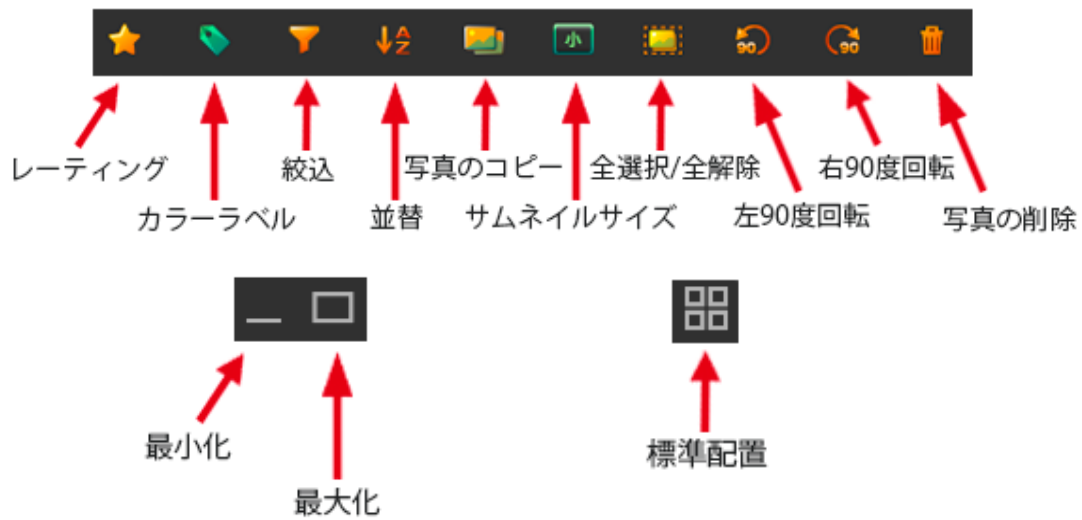 小
90
90
レーティング
絞込
写真のコピー
全選択/全解除
右90度回転
カラーラベル
並替
サムネイルサイズ
左90度回転
写真の削除
最小化
標準配置
最大化